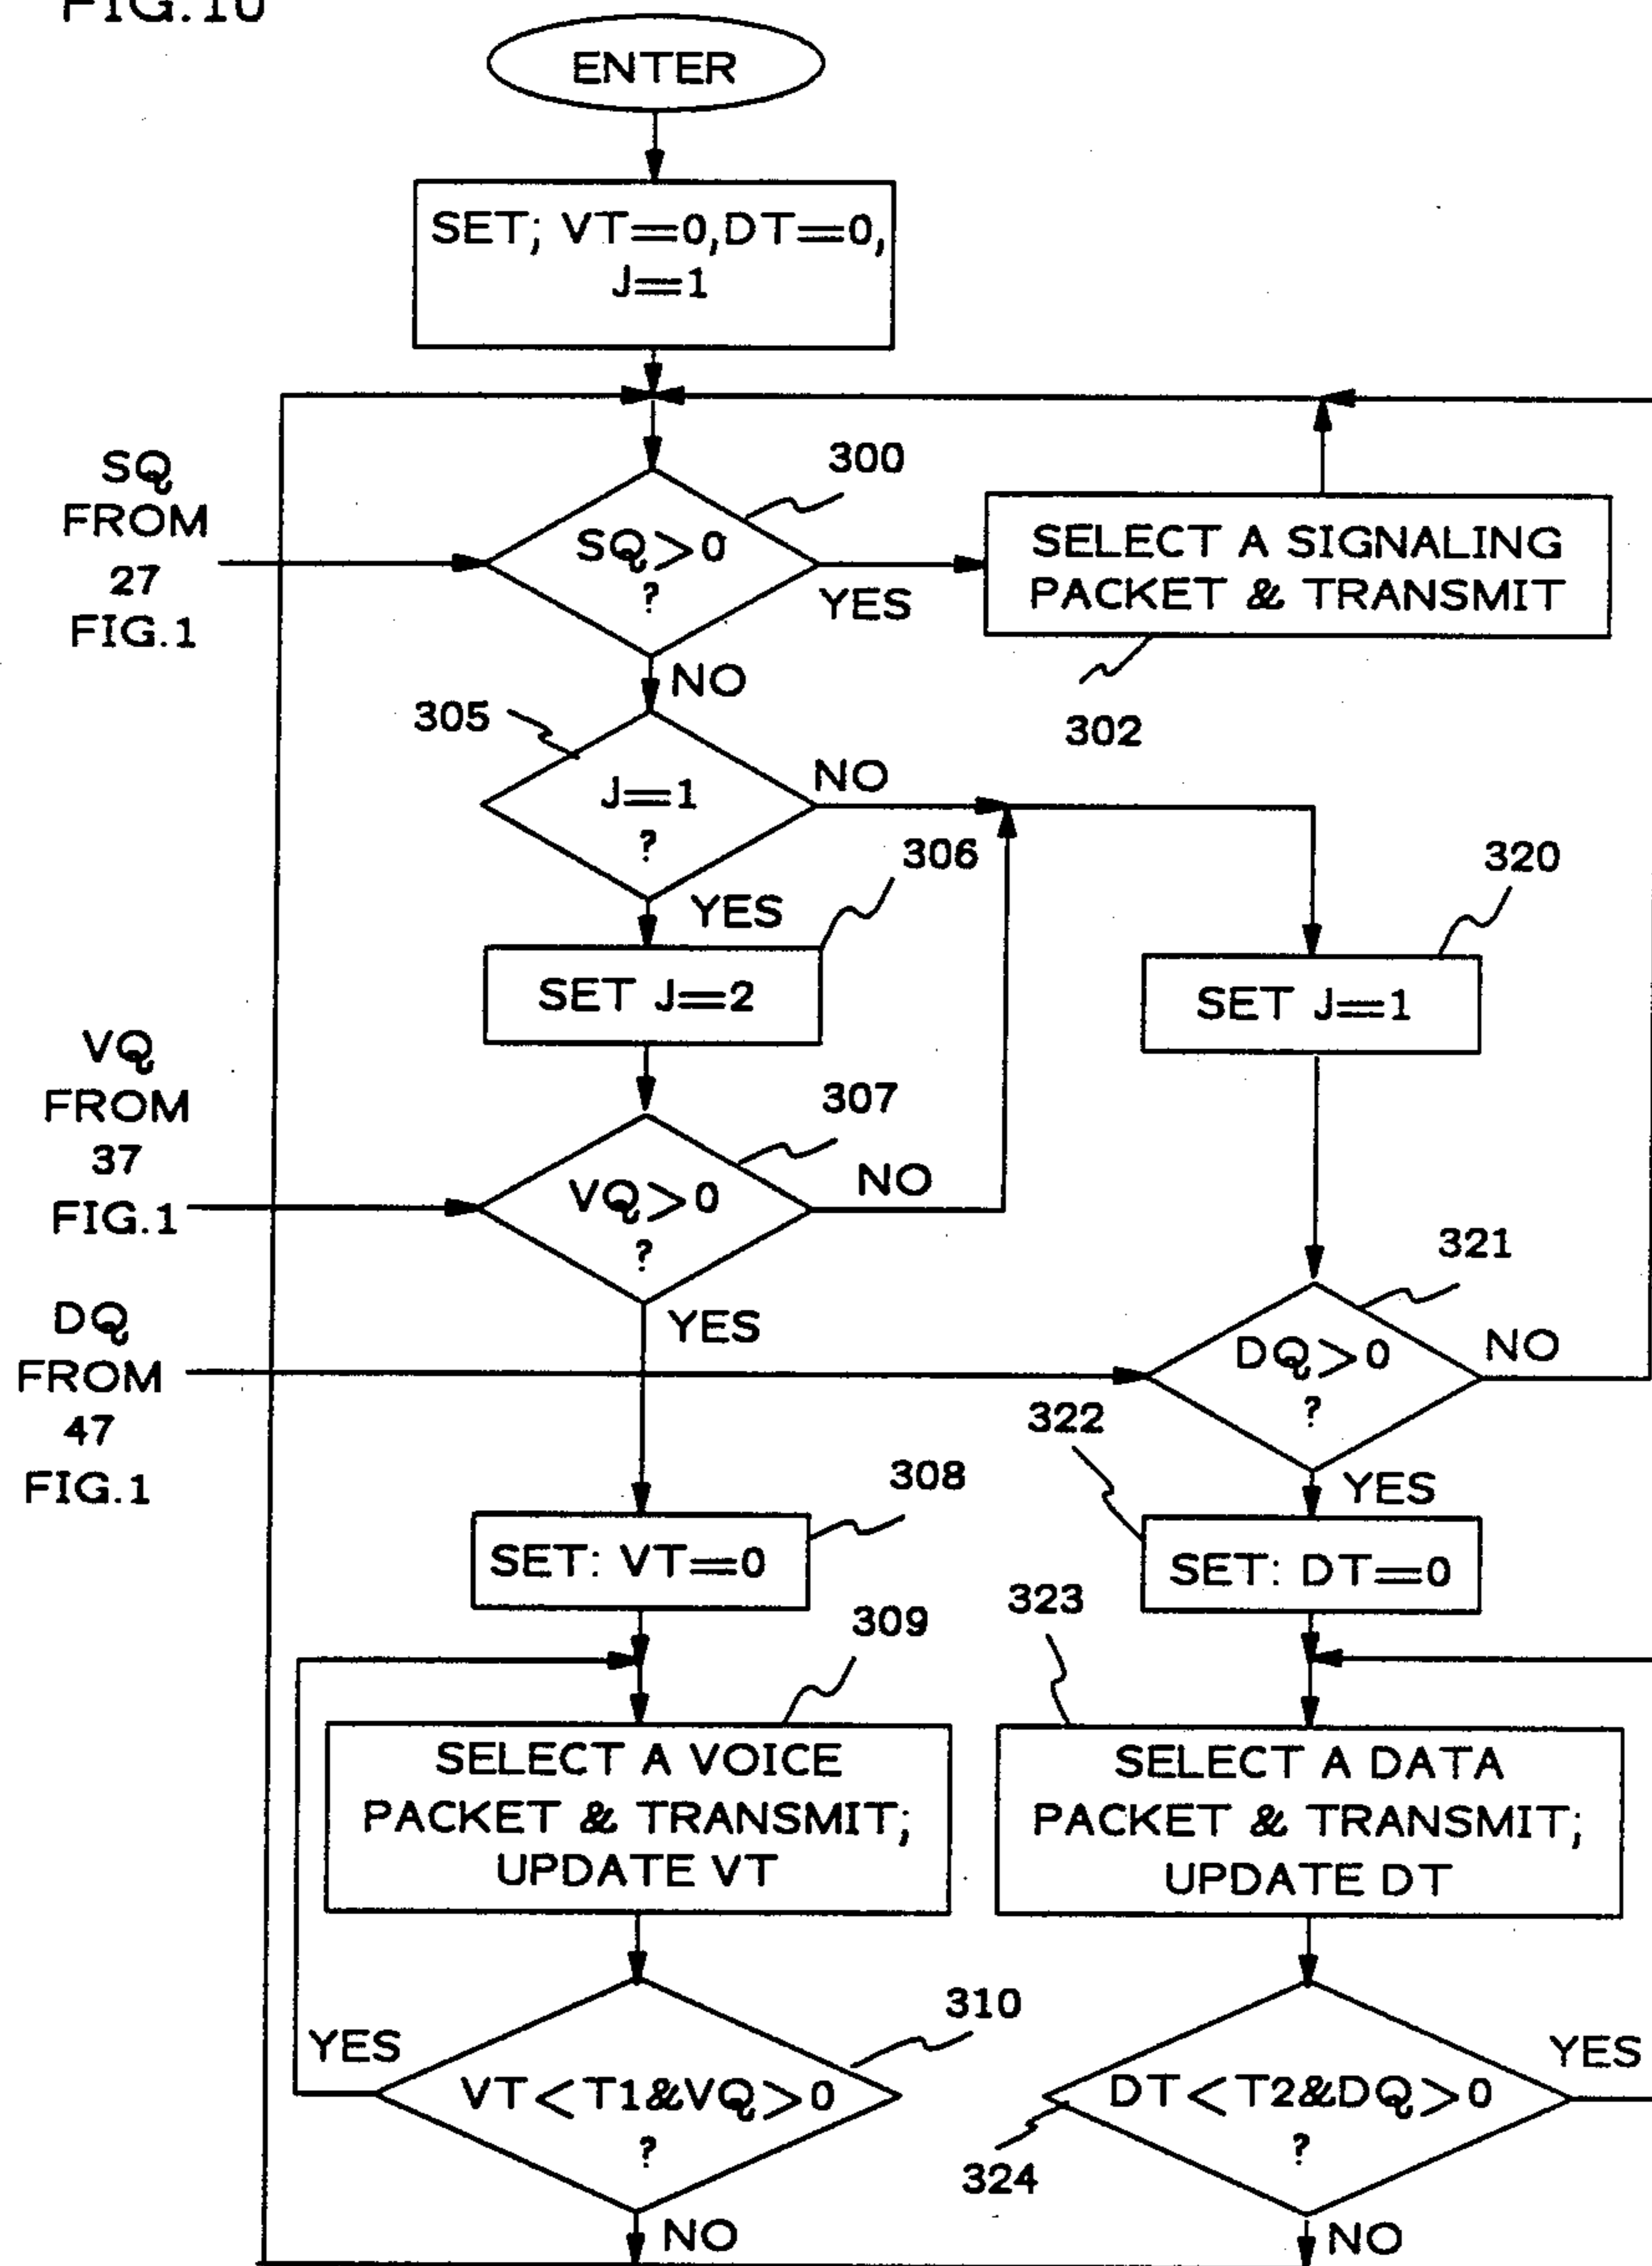 FIG.10
ENTER
SET; VT=0,DT=0,
J=1
SQ
FROM
27
FIG.1
300
SQ>0
?
YES
SELECT A SIGNALING
PACKET & TRANSMIT
302
NO
305
J=1
?
NO
YES
306
SET J=2
320
SET J=1
VQ
FROM
37
FIG.1
307
VQ>0
?
NO
YES
DQ
FROM
47
FIG.1
321
DQ>0
?
NO
YES
322
308
SET: VT=0
SET: DT=0
309
323
SELECT A VOICE
PACKET & TRANSMIT;
UPDATE VT
SELECT A DATA
PACKET & TRANSMIT;
UPDATE DT
310
YES
VT<T1&VQ>0
?
NO
YES
DT<T2&DQ>0
?
324
NO